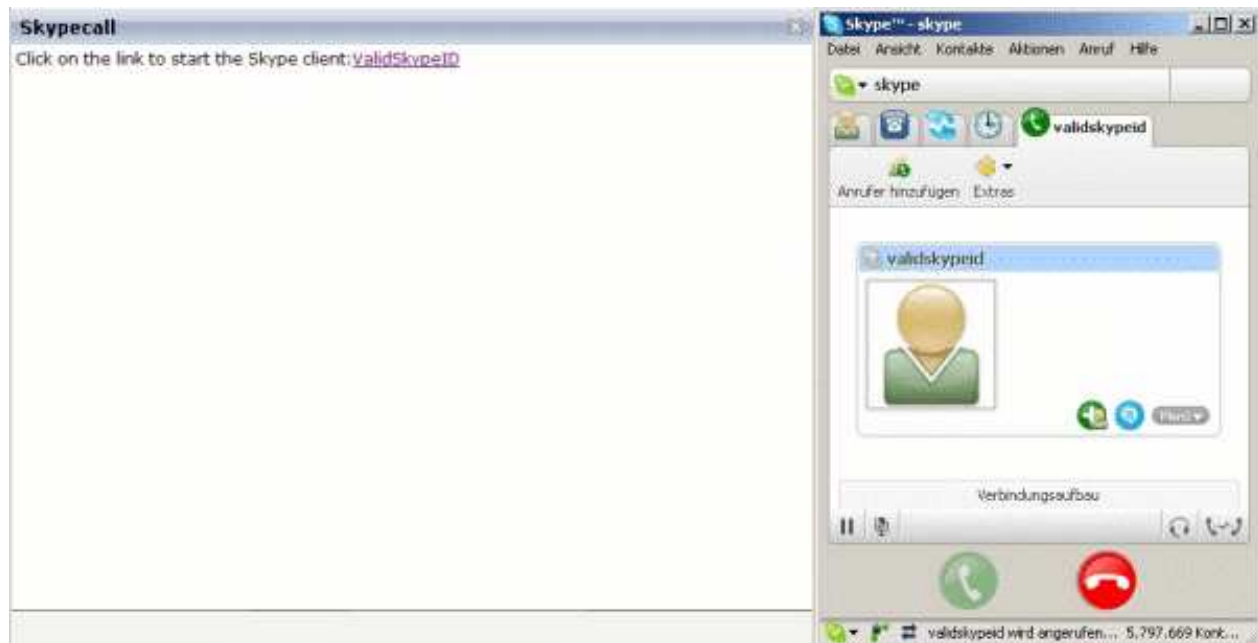 Skypecall
Click on the link to start the Skype client:ValidSkypeID
Skype™ - skype
Datei Ansicht Kontakte Aktionen Anruf Hilfe
skype
validskypeid
Anrufer hinzufügen Extras
validskypeid
Menü
Verbindungsaufbau
validskypeid wird angerufen... 5.797.669 Kont...